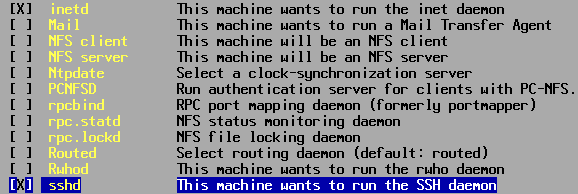 [X] inetd This machine wants to run the inet daemon
[ ] Mail This machine wants to run a Mail Transfer Agent
[ ] NFS client This machine will be an NFS client
[ ] NFS server This machine will be an NFS server
[ ] Ntpdate Select a clock-synchronization server
[ ] PCNFSD Run authentication server for clients with PC-NFS.
[ ] rpcbind RPC port mapping daemon (formerly portmapper)
[ ] rpc.statd NFS status monitoring daemon
[ ] rpc.lockd NFS file locking daemon
[ ] Routed Select routing daemon (default: routed)
[ ] Rwhod This machine wants to run the rwho daemon
[X] sshd This machine wants to run the SSH daemon